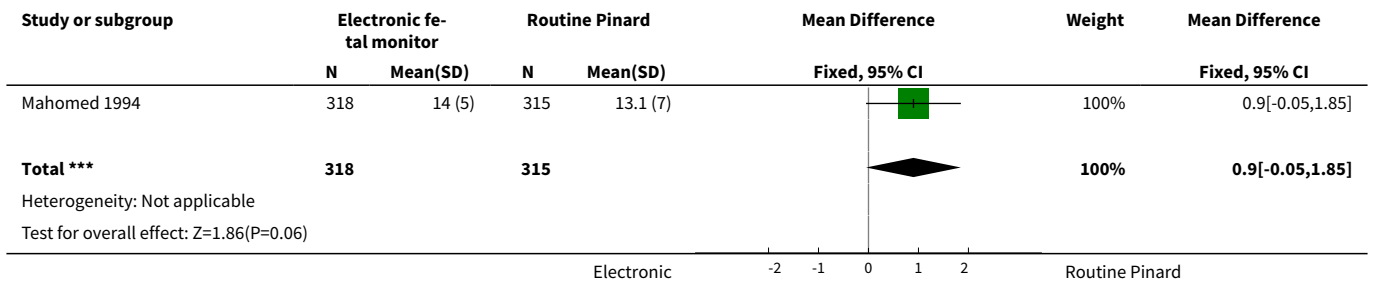 Study or subgroup Electronic fe- Routine Pinard Mean Difference Weight Mean Difference
tal monitor
N Mean(SD) N Mean(SD) Fixed, 95% CI Fixed, 95% CI
Mahomed 1994 318 14 (5) 315 13.1 (7) 100% 0.9[-0.05,1.85]
Total *** 318 315 100% 0.9[-0.05,1.85]
Heterogeneity: Not applicable
Test for overall effect: Z=1.86(P=0.06)
Electronic -2 -1 0 1 2 Routine Pinard